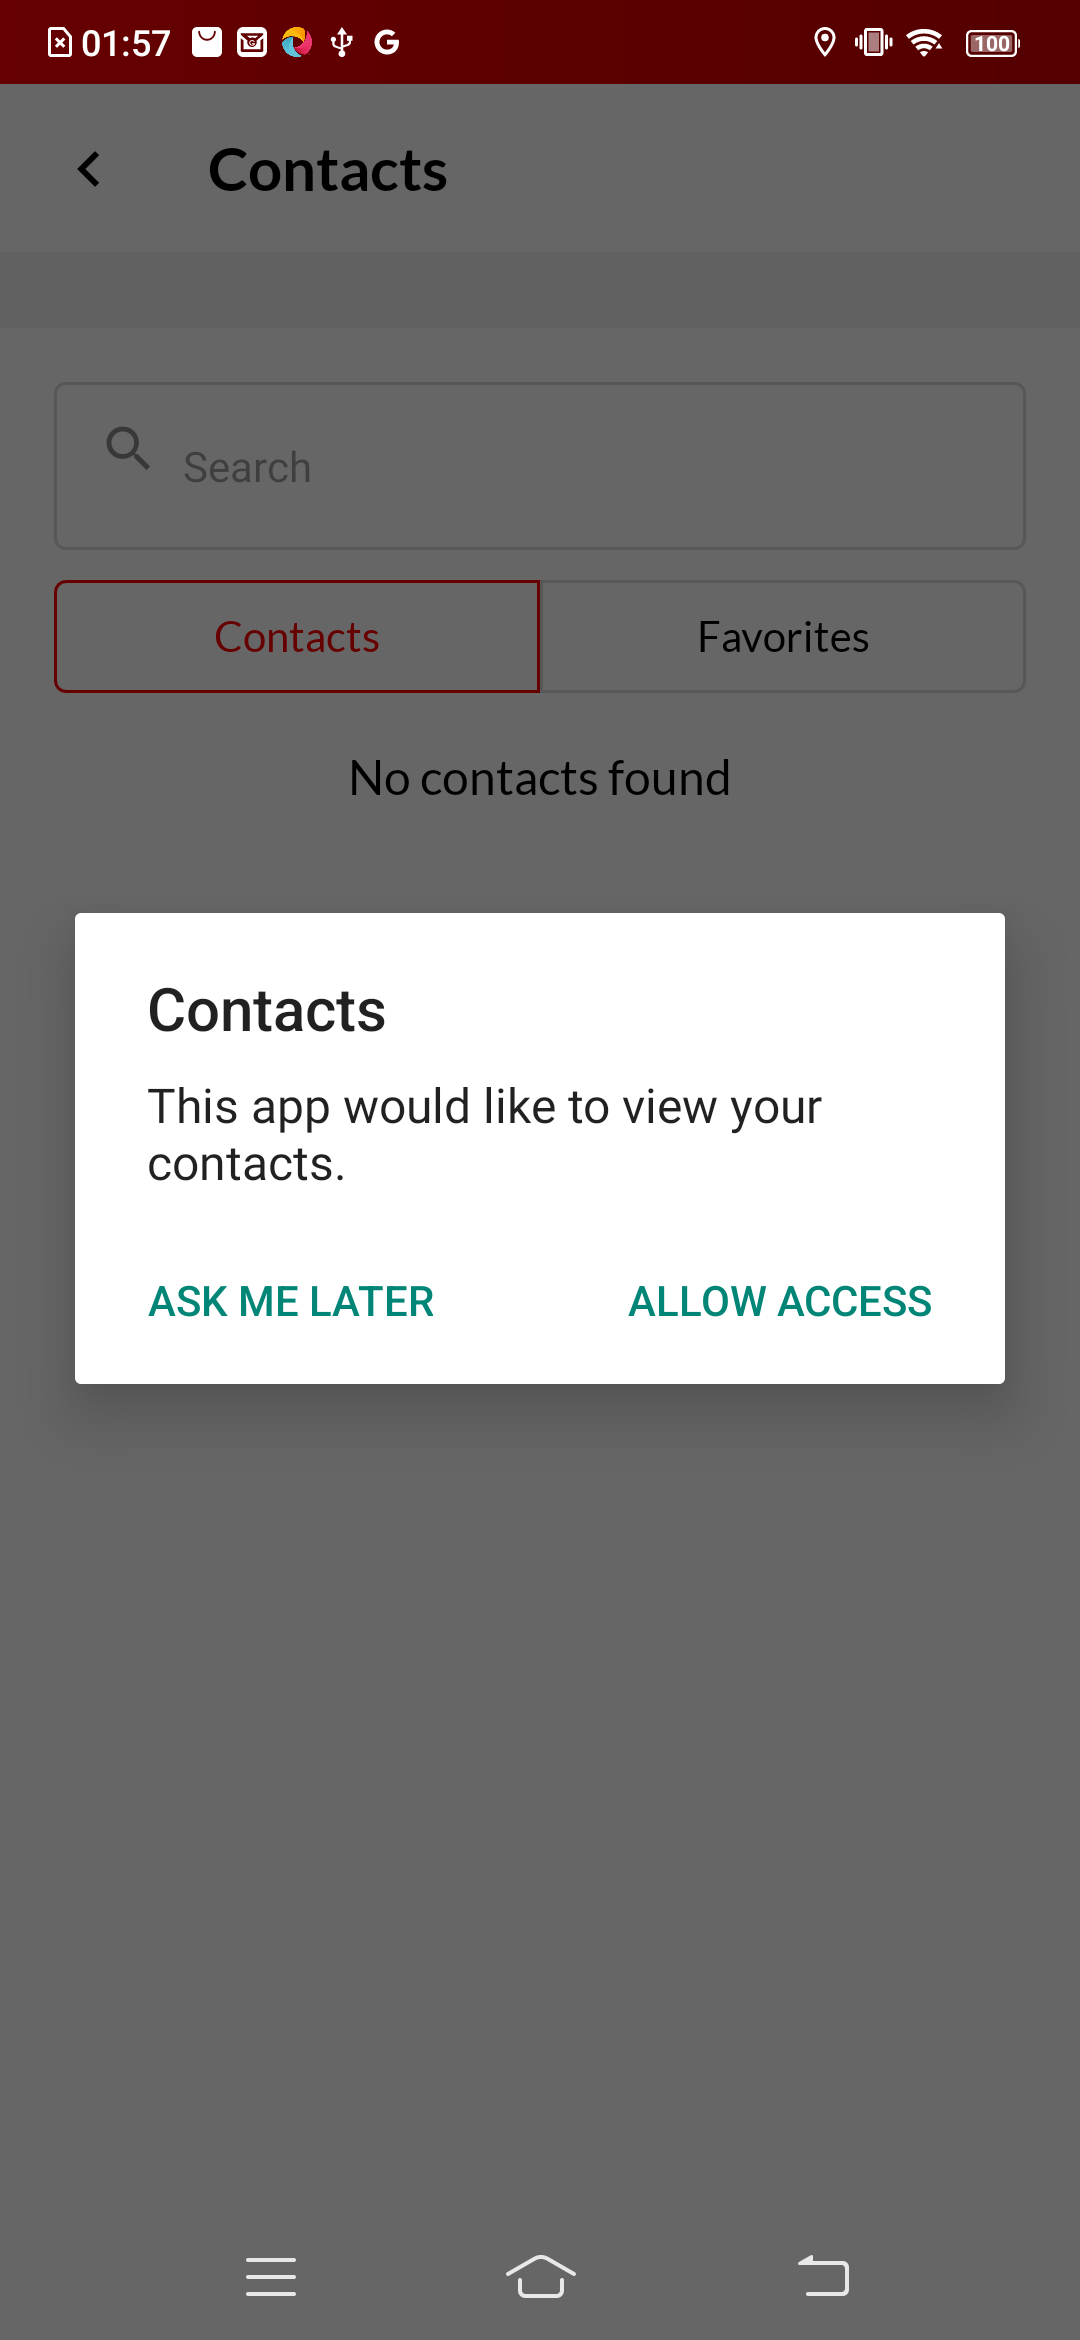 01:57
100
Contacts
Search
Contacts
Favorites
No contacts found
Contacts
This app would like to view your
contacts.
ASK ME LATER
ALLOW ACCESS